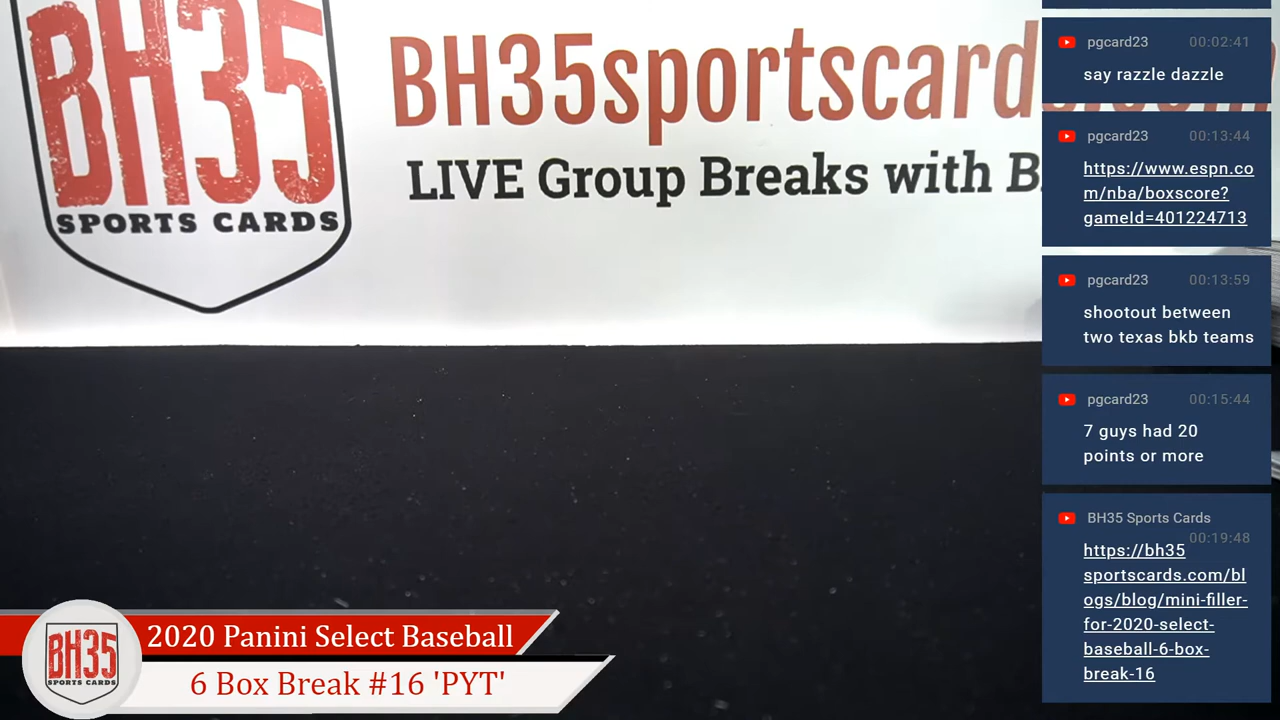 BH35
SPORTS CARDS
BH35sportscard
LIVE Group Breaks with B
pgcard23 00:02:41
say razzle dazzle
pgcard23 00:13:44
https://www.espn.co
m/nba/boxscore?
gameId=401224713
pgcard23 00:13:59
shootout between
two texas bkb teams
pgcard23 00:15:44
7 guys had 20
points or more
BH35 Sports Cards
00:19:48
https://bh35
sportscards.com/bl
ogs/blog/mini-filler-
for-2020-select-
baseball-6-box-
break-16
BH35
SPORTS CARDS
2020 Panini Select Baseball
6 Box Break #16 'PYT'